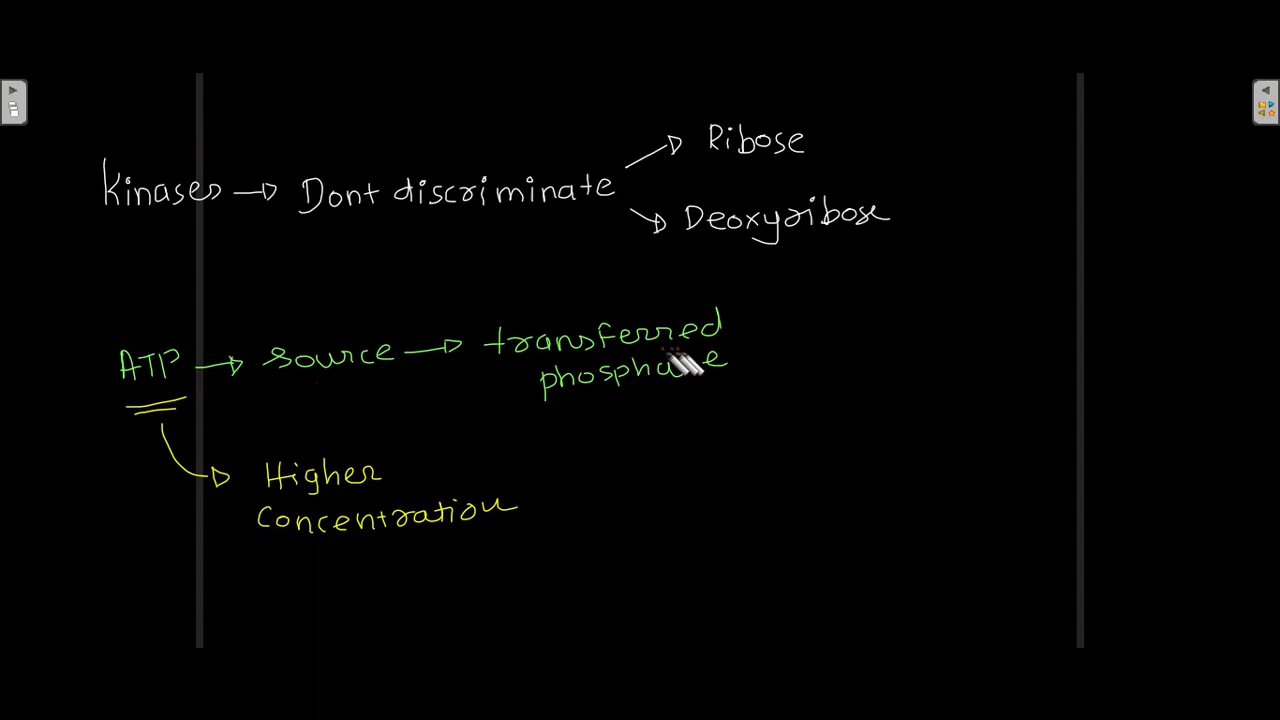 Ribose
Kinases → Dont discriminate
Deoxyribose
ATP → source → transferred
phosphate
Higher
concentration